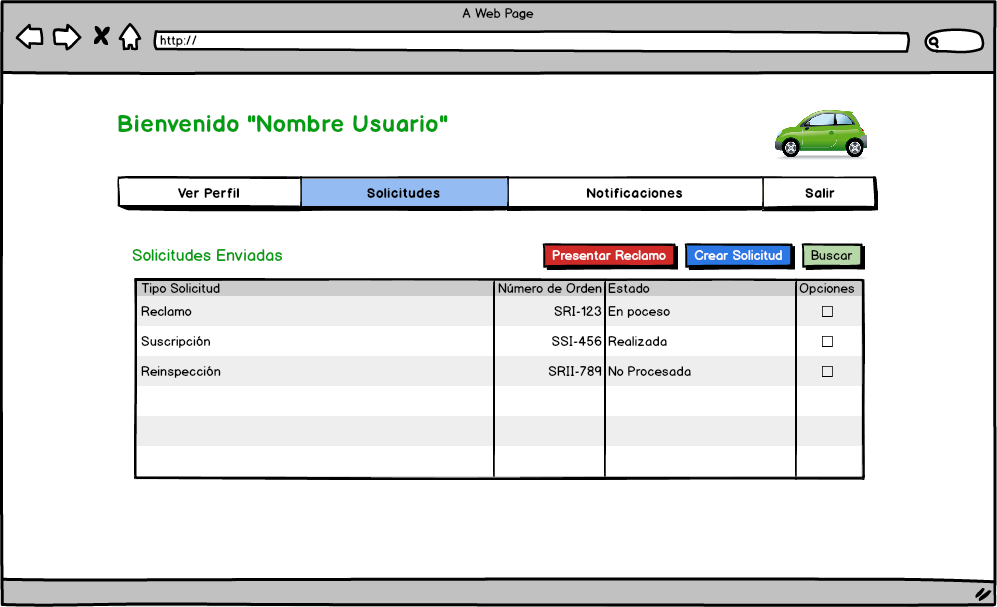 A Web Page
http://
Bienvenido "Nombre Usuario"
Ver Perfil Solicitudes Notificaciones Salir
Solicitudes Enviadas Presentar Reclamo Crear Solicitud Buscar
Tipo Solicitud Número de Orden Estado Opciones
Reclamo SRI-123 En poceso
Suscripción SSI-456 Realizada
Reinspección SRII-789 No Procesada